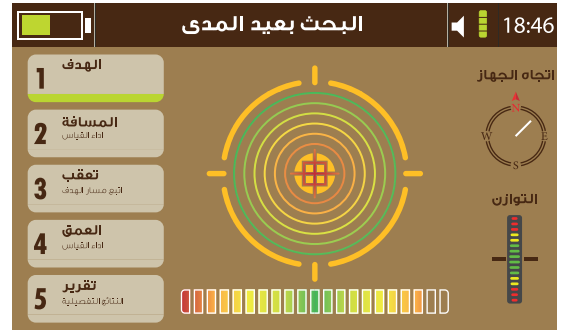 البحث بعيد المدى
18:46
1 الهدف
2 المسافة
اداء القياس
3 تعقب
اتبع مسار الهدف
4 العمق
اداء القياس
5 تقرير
النتائج التفصيلية
اتجاه الجهاز
N
W E
S
التوازن